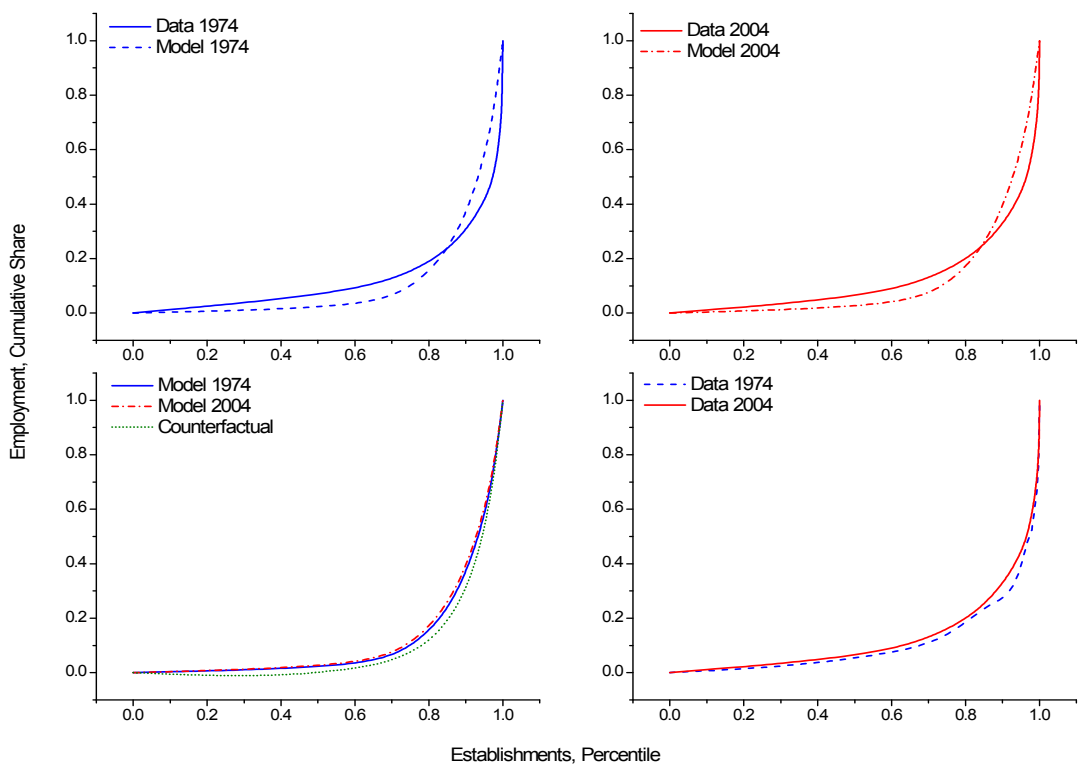 Data 1974
Model 1974
1.0
0.8
0.6
0.4
0.2
0.0
0.0 0.2 0.4 0.6 0.8 1.0
Data 2004
Model 2004
1.0
0.8
0.6
0.4
0.2
0.0
0.0 0.2 0.4 0.6 0.8 1.0
Employment, Cumulative Share
Model 1974
Model 2004
Counterfactual
1.0
0.8
0.6
0.4
0.2
0.0
0.0 0.2 0.4 0.6 0.8 1.0
Data 1974
Data 2004
1.0
0.8
0.6
0.4
0.2
0.0
0.0 0.2 0.4 0.6 0.8 1.0
Establishments, Percentile